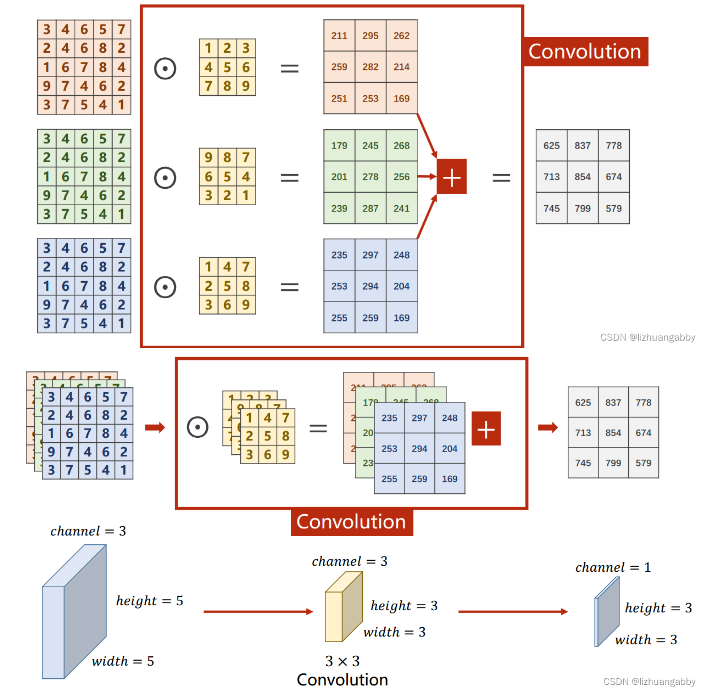 3 4 6 5 7
2 4 6 8 2
1 6 7 8 4
9 7 4 6 2
3 7 5 4 1
⊙
1 2 3
4 5 6
7 8 9
=
211 295 262
259 282 214
251 253 169
Convolution
3 4 6 5 7
2 4 6 8 2
1 6 7 8 4
9 7 4 6 2
3 7 5 4 1
⊙
9 8 7
6 5 4
3 2 1
=
179 245 268
201 278 256
239 287 241
+
=
625 837 778
713 854 674
745 799 579
3 4 6 5 7
2 4 6 8 2
1 6 7 8 4
9 7 4 6 2
3 7 5 4 1
⊙
1 4 7
2 5 8
3 6 9
=
235 297 248
253 294 204
255 259 169
CSDN @lizhuangabby
3 4 6 5 7
2 4 6 8 2
1 6 7 8 4
9 7 4 6 2
3 7 5 4 1
⊙
1 4 7
2 5 8
3 6 9
=
235 297 248
253 294 204
255 259 169
+
625 837 778
713 854 674
745 799 579
Convolution
channel = 3
height = 5
width = 5
channel = 3
height = 3
width = 3
3 × 3
Convolution
channel = 1
height = 3
width = 3
CSDN @lizhuangabby